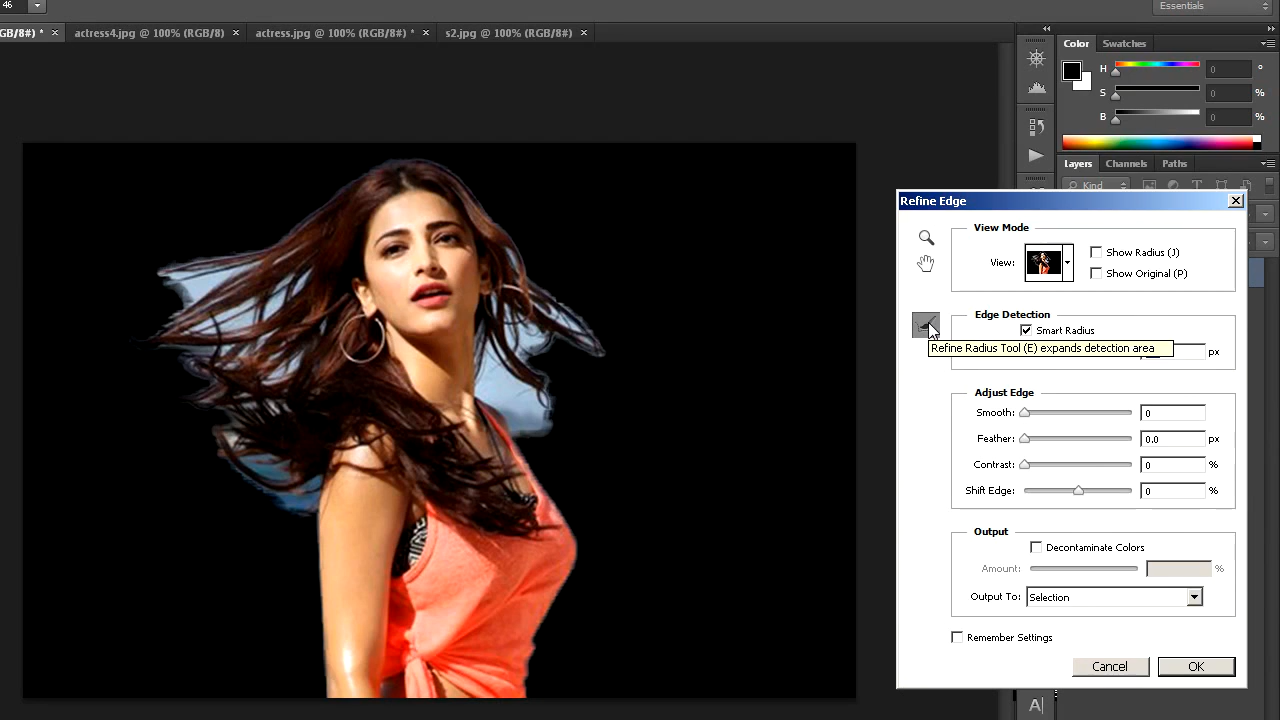 46
Essentials
GB/8#) *
actress4.jpg @ 100% (RGB/8)
actress.jpg @ 100% (RGB/8#) *
s2.jpg @ 100% (RGB/8#)
Color
Swatches
H
0
°
S
0
%
B
0
%
Layers
Channels
Paths
Kind
Refine Edge
View Mode
View:
Show Radius (J)
Show Original (P)
Edge Detection
Smart Radius
Refine Radius Tool (E) expands detection area
px
Adjust Edge
Smooth:
0
Feather:
0.0
px
Contrast:
0
%
Shift Edge:
0
%
Output
Decontaminate Colors
Amount:
%
Output To:
Selection
Remember Settings
Cancel
OK
A